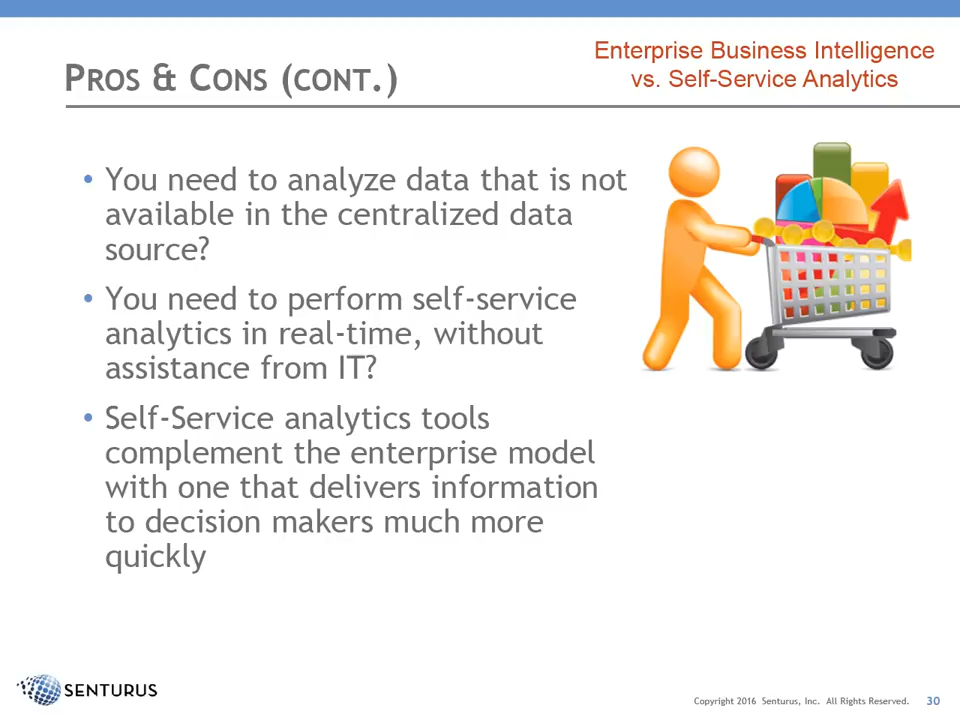 Enterprise Business Intelligence
vs. Self-Service Analytics
PROS & CONS (CONT.)
• You need to analyze data that is not
available in the centralized data
source?
• You need to perform self-service
analytics in real-time, without
assistance from IT?
• Self-Service analytics tools
complement the enterprise model
with one that delivers information
to decision makers much more
quickly
SENTURUS
Copyright 2016 Senturus, Inc. All Rights Reserved.
30